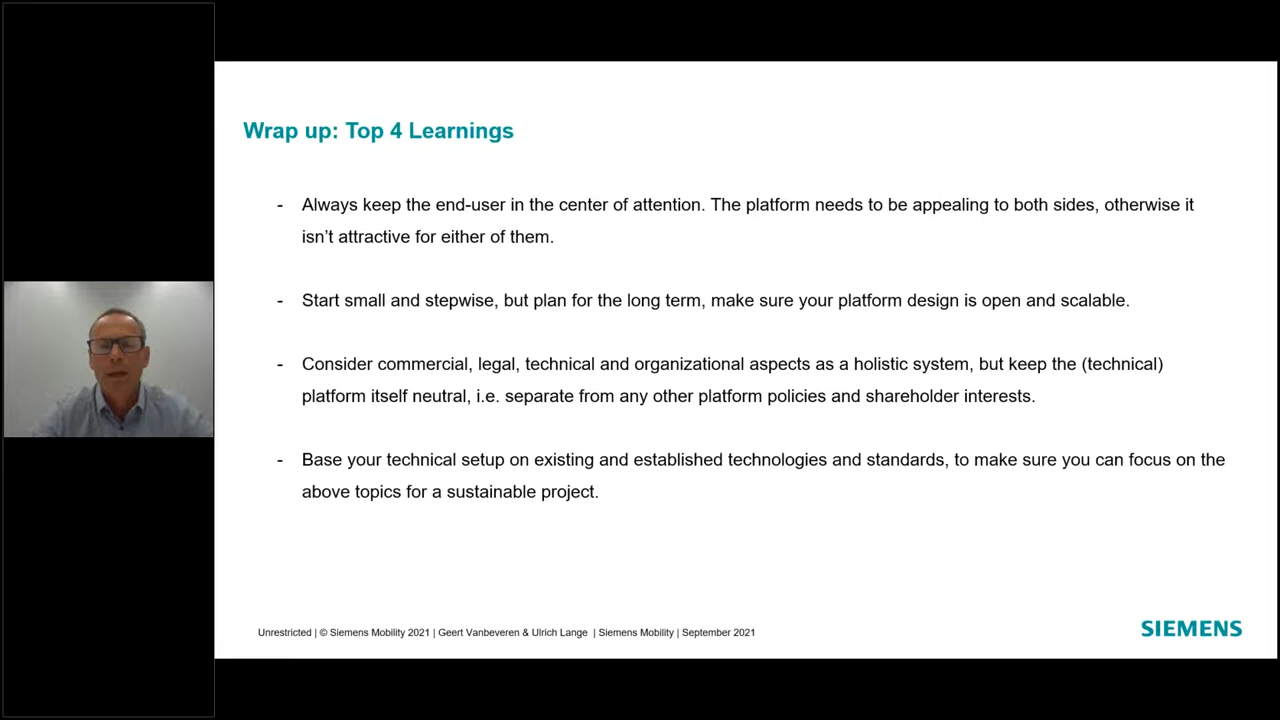 Wrap up: Top 4 Learnings
- Always keep the end-user in the center of attention. The platform needs to be appealing to both sides, otherwise it
isn't attractive for either of them.
- Start small and stepwise, but plan for the long term, make sure your platform design is open and scalable.
- Consider commercial, legal, technical and organizational aspects as a holistic system, but keep the (technical)
platform itself neutral, i.e. separate from any other platform policies and shareholder interests.
- Base your technical setup on existing and established technologies and standards, to make sure you can focus on the
above topics for a sustainable project.
Unrestricted | © Siemens Mobility 2021 | Geert Vanbeveren & Ulrich Lange | Siemens Mobility | September 2021
SIEMENS